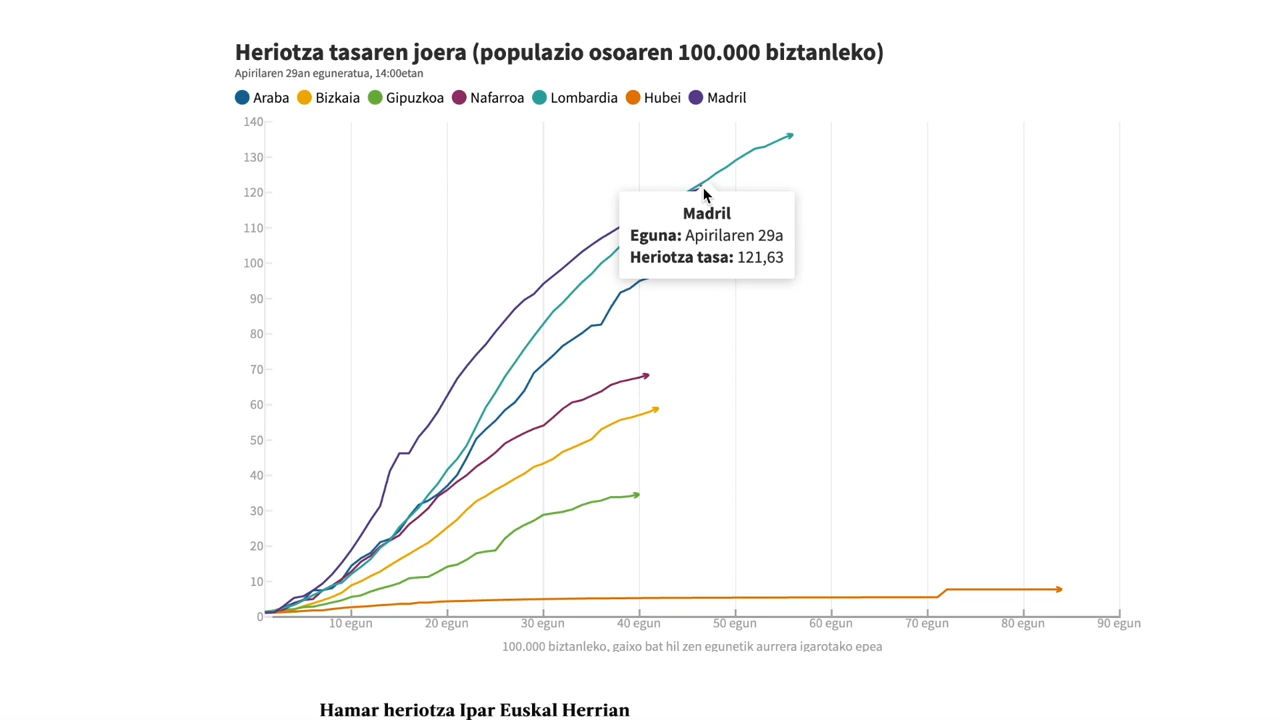 Heriotza tasaren joera (populazio osoaren 100.000 biztanleko)
Apirilaren 29an eguneratua, 14:00etan
Araba Bizkaia Gipuzkoa Nafarroa Lombardia Hubei Madril
140
130
120
110
100
90
80
70
60
50
40
30
20
10
0
Madril
Eguna: Apirilaren 29a
Heriotza tasa: 121,63
10 egun 20 egun 30 egun 40 egun 50 egun 60 egun 70 egun 80 egun 90 egun
100.000 biztanleko, gaixo bat hil zen egunetik aurrera igarotako epea
Hamar heriotza Ipar Euskal Herrian